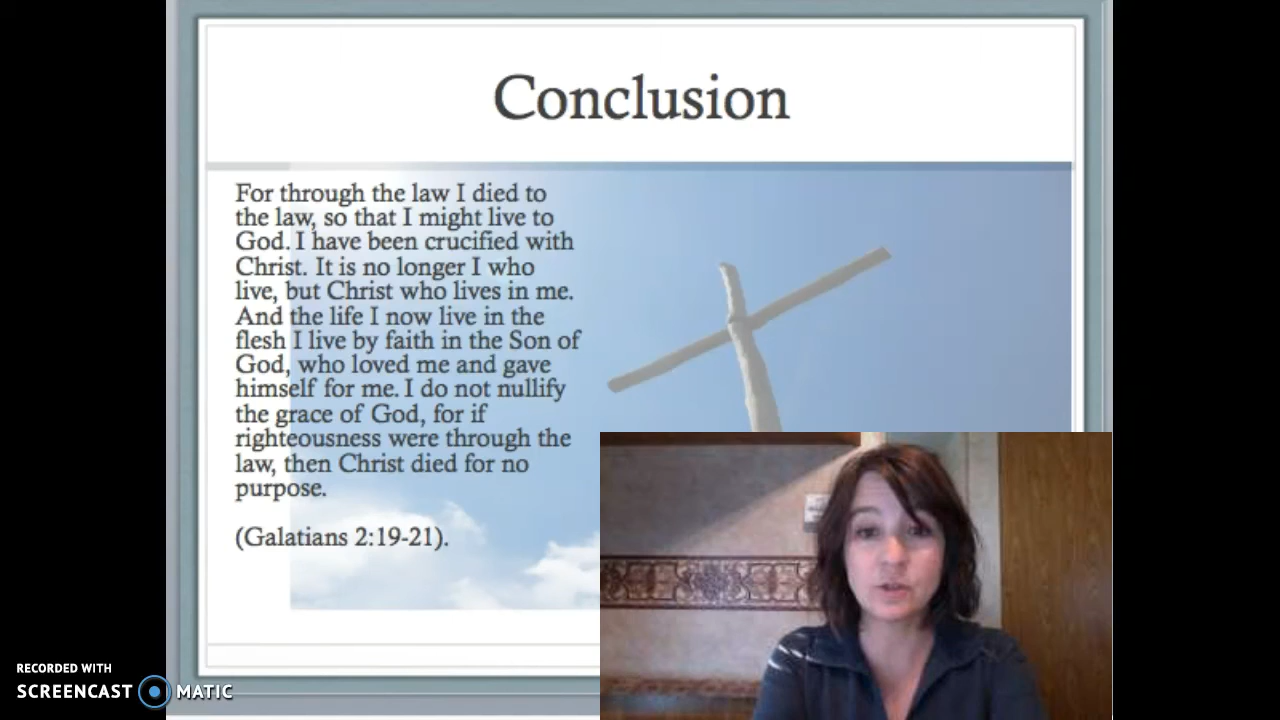 Conclusion
For through the law I died to
the law, so that I might live to
God. I have been crucified with
Christ. It is no longer I who
live, but Christ who lives in me.
And the life I now live in the
flesh I live by faith in the Son of
God, who loved me and gave
himself for me. I do not nullify
the grace of God, for if
righteousness were through the
law, then Christ died for no
purpose.
(Galatians 2:19-21).
RECORDED WITH
SCREENCAST MATIC